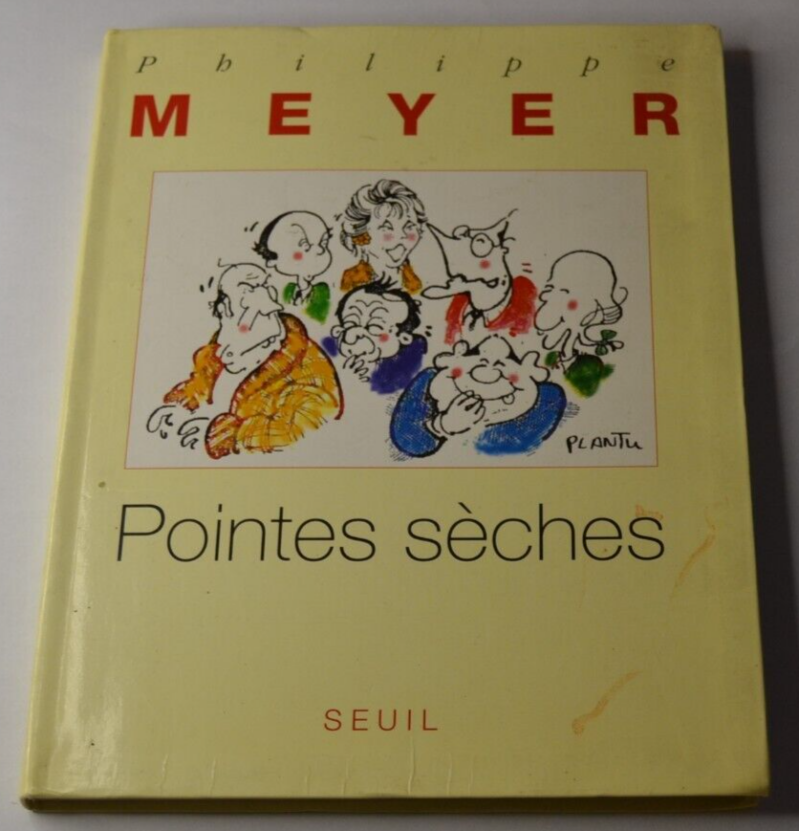 Philippe
MEYER
PLANTU
Pointes sèches
SEUIL